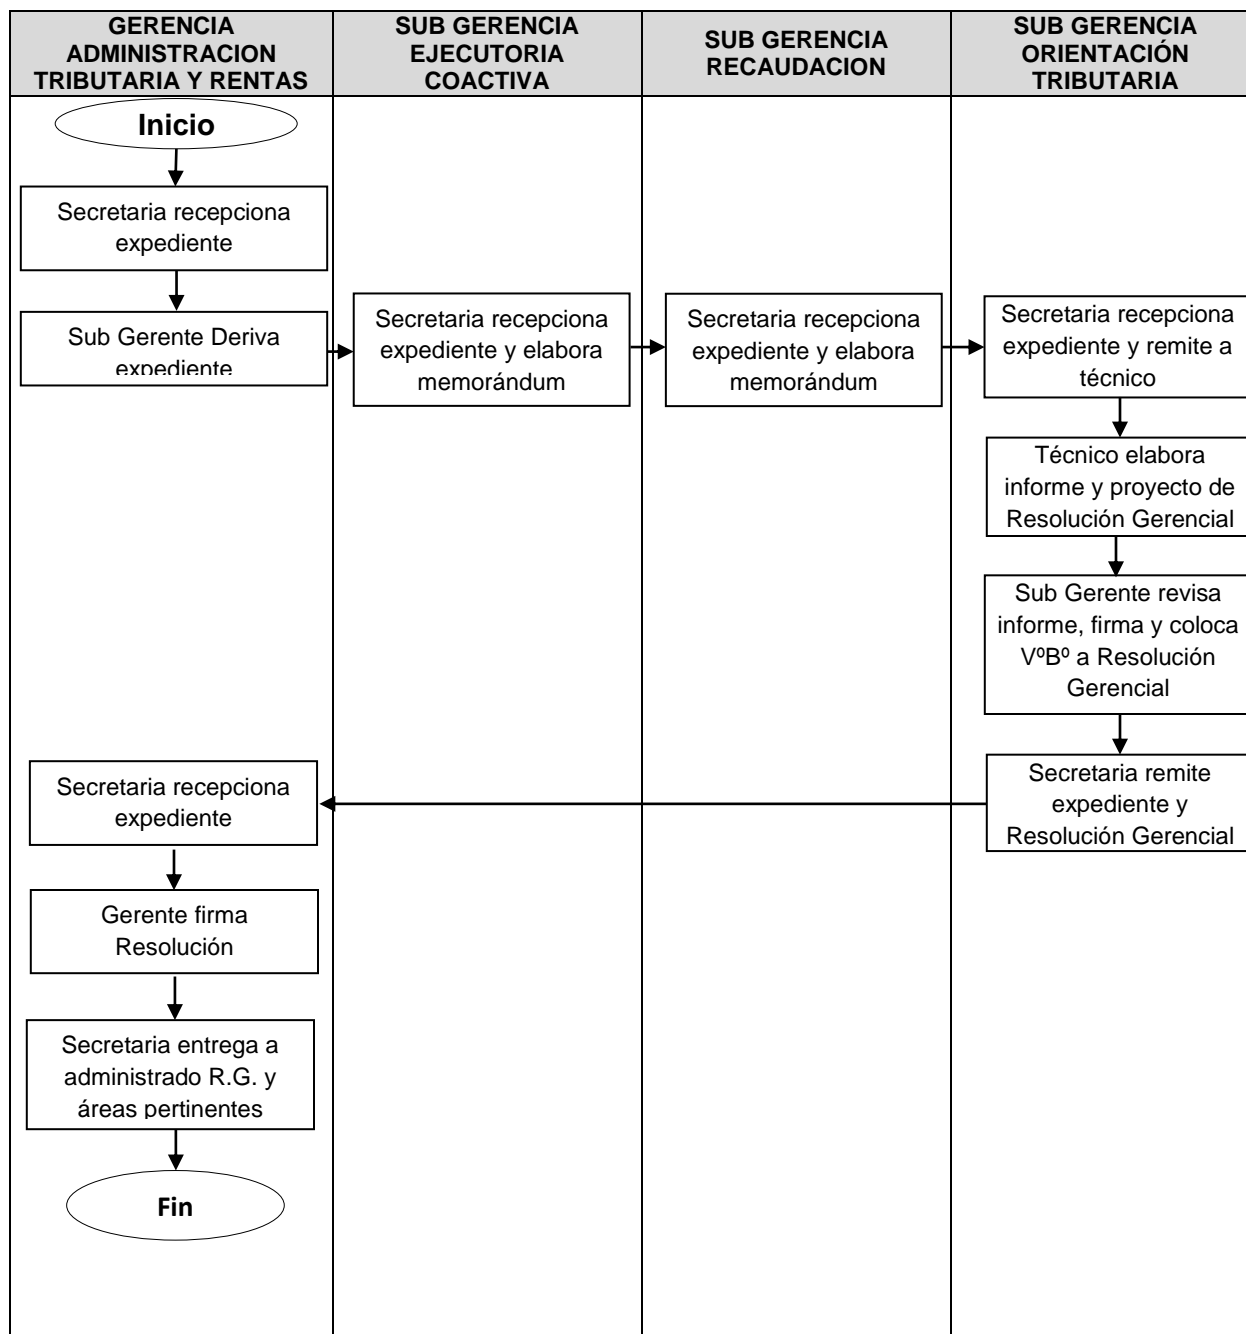 GERENCIA
ADMINISTRACION
TRIBUTARIA Y RENTAS
SUB GERENCIA
EJECUTORIA
COACTIVA
SUB GERENCIA
RECAUDACION
SUB GERENCIA
ORIENTACIÓN
TRIBUTARIA
Inicio
Secretaria recepciona
expediente
Sub Gerente Deriva
expediente
Secretaria recepciona
expediente y elabora
memorándum
Secretaria recepciona
expediente y elabora
memorándum
Secretaria recepciona
expediente y remite a
técnico
Técnico elabora
informe y proyecto de
Resolución Gerencial
Sub Gerente revisa
informe, firma y coloca
VºBº a Resolución
Gerencial
Secretaria remite
expediente y
Resolución Gerencial
Secretaria recepciona
expediente
Gerente firma
Resolución
Secretaria entrega a
administrado R.G. y
áreas pertinentes
Fin